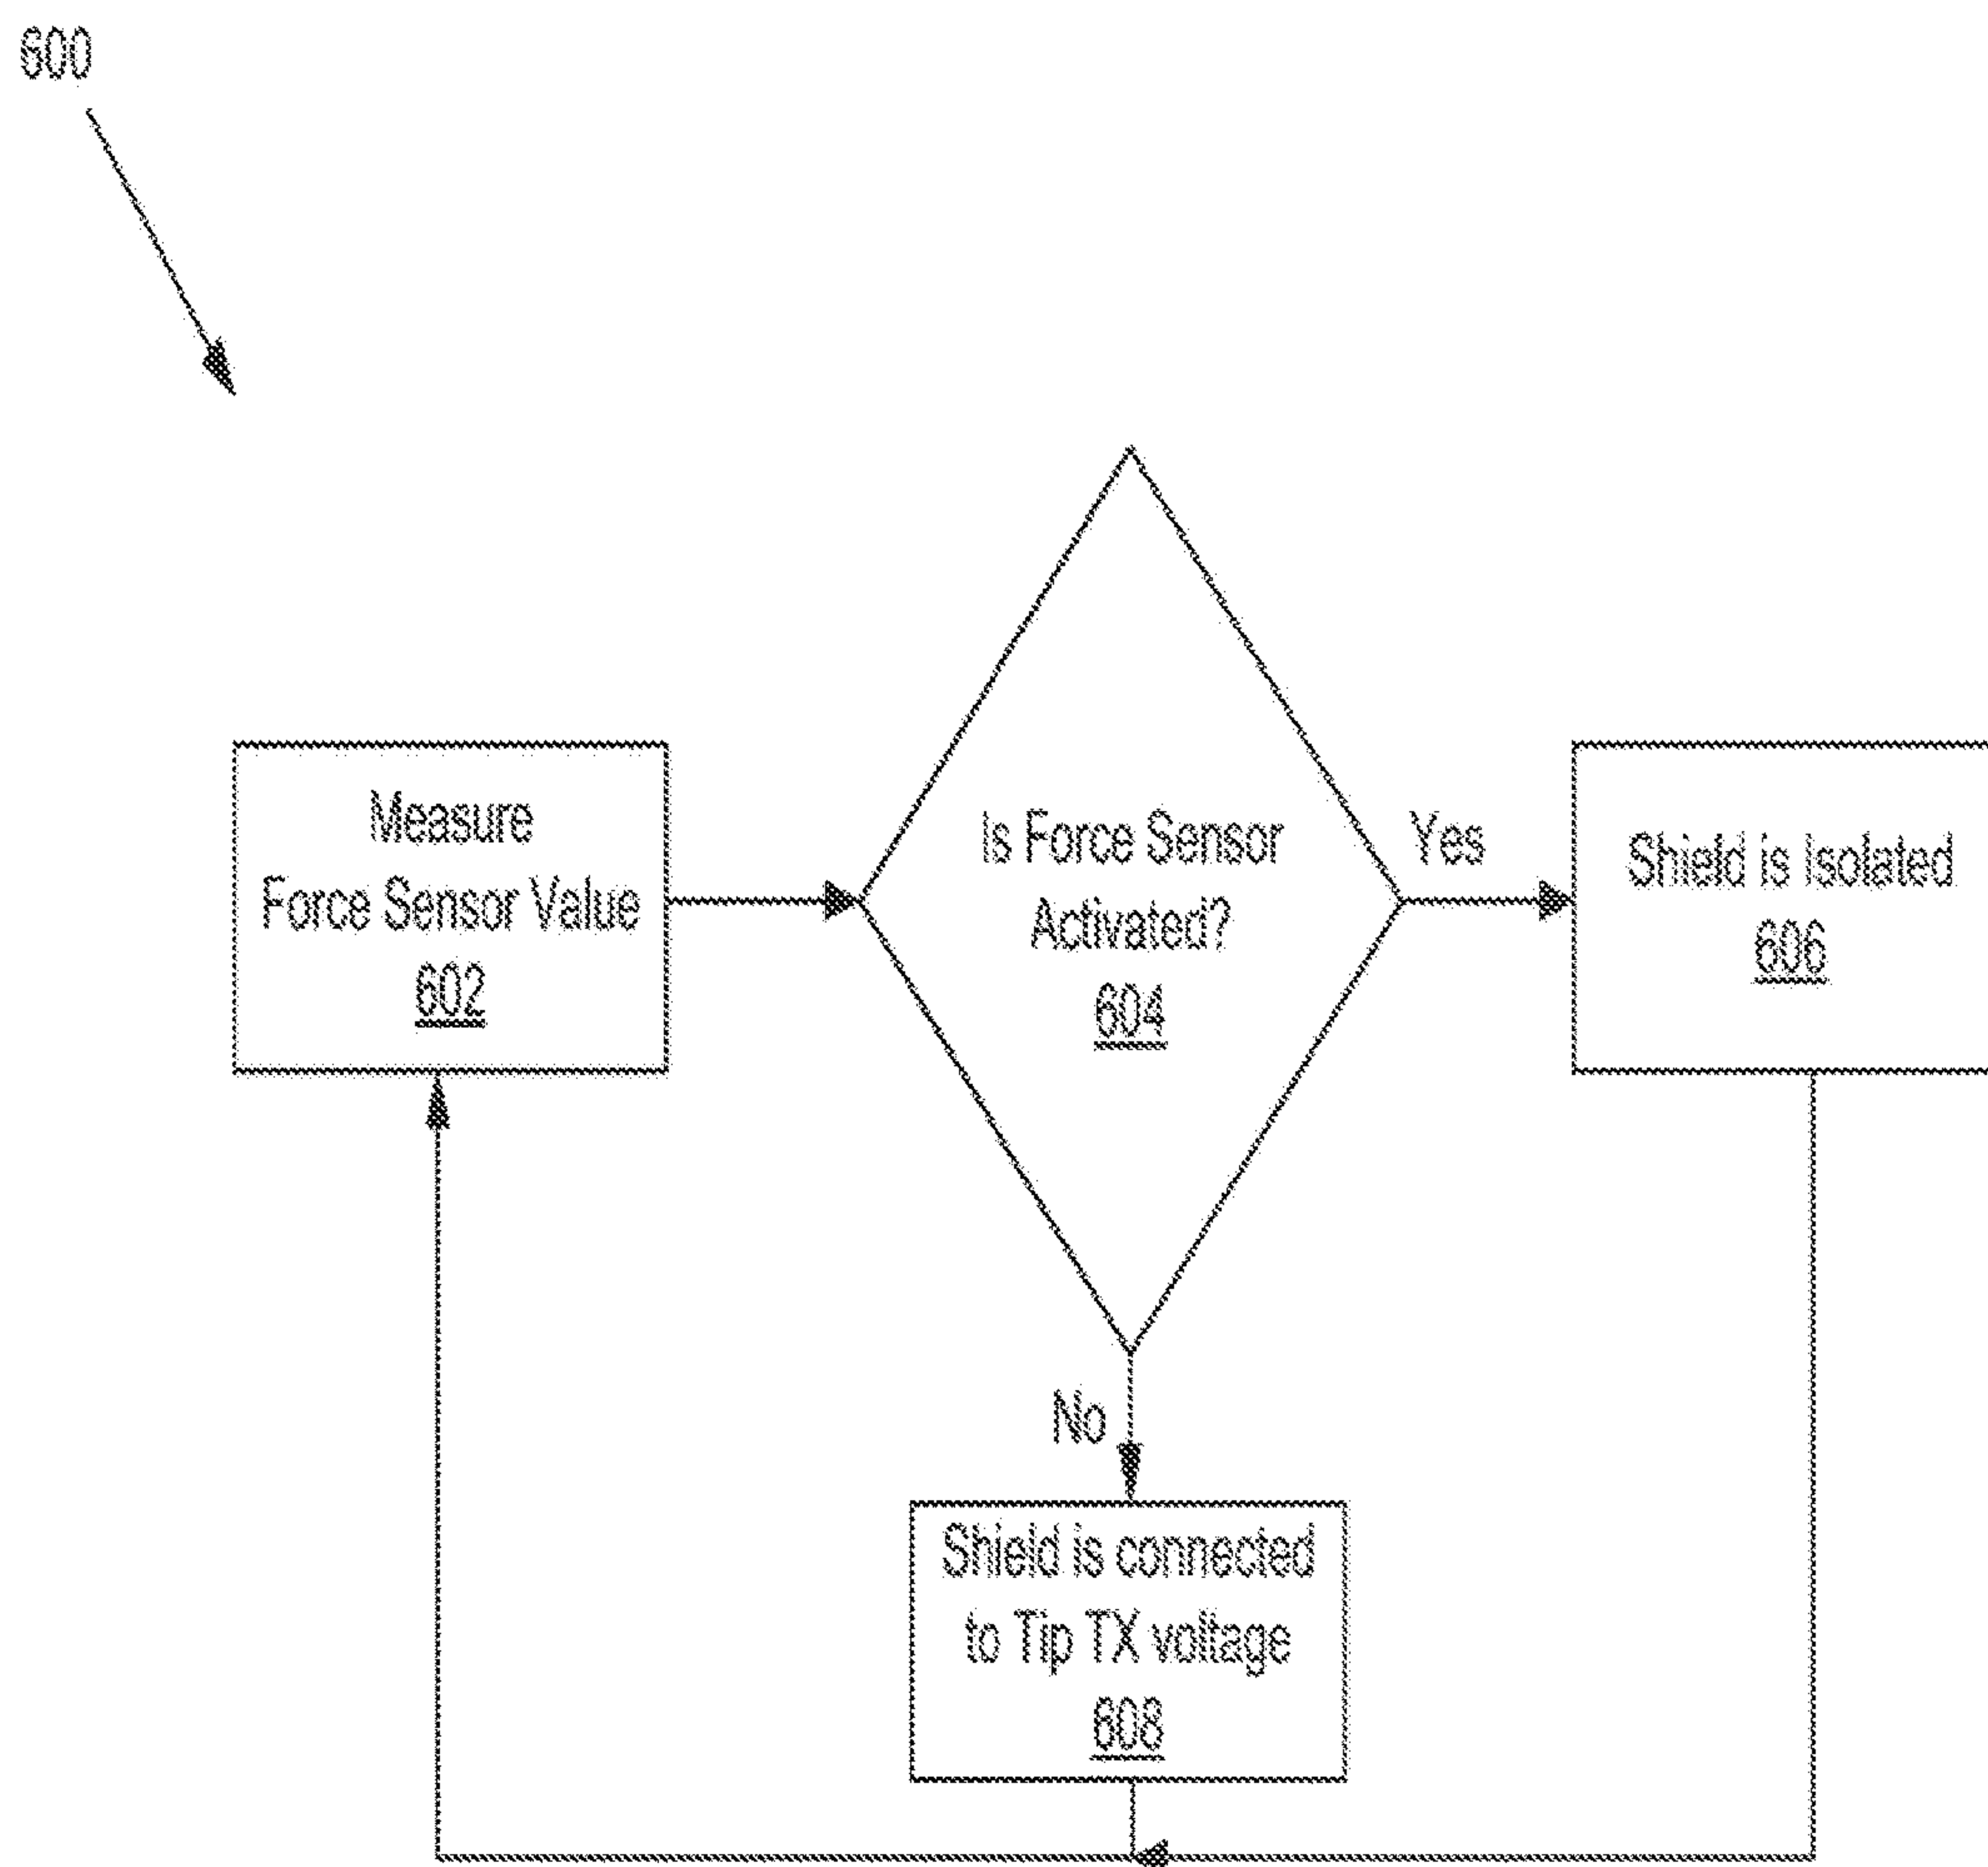 600
Measure
Force Sensor Value
602
Is Force Sensor
Activated?
604
Yes
Shield is Isolated
606
No
Shield is connected
to Tip TX voltage
608